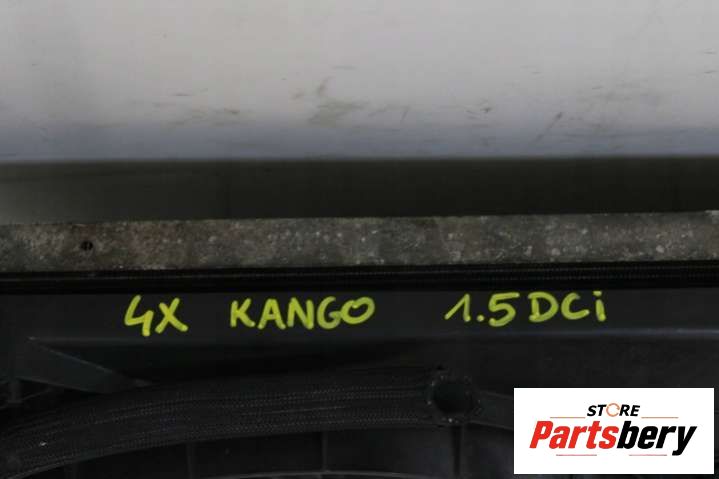 4X KANGO 1.5DCi
STORE
Partsbery